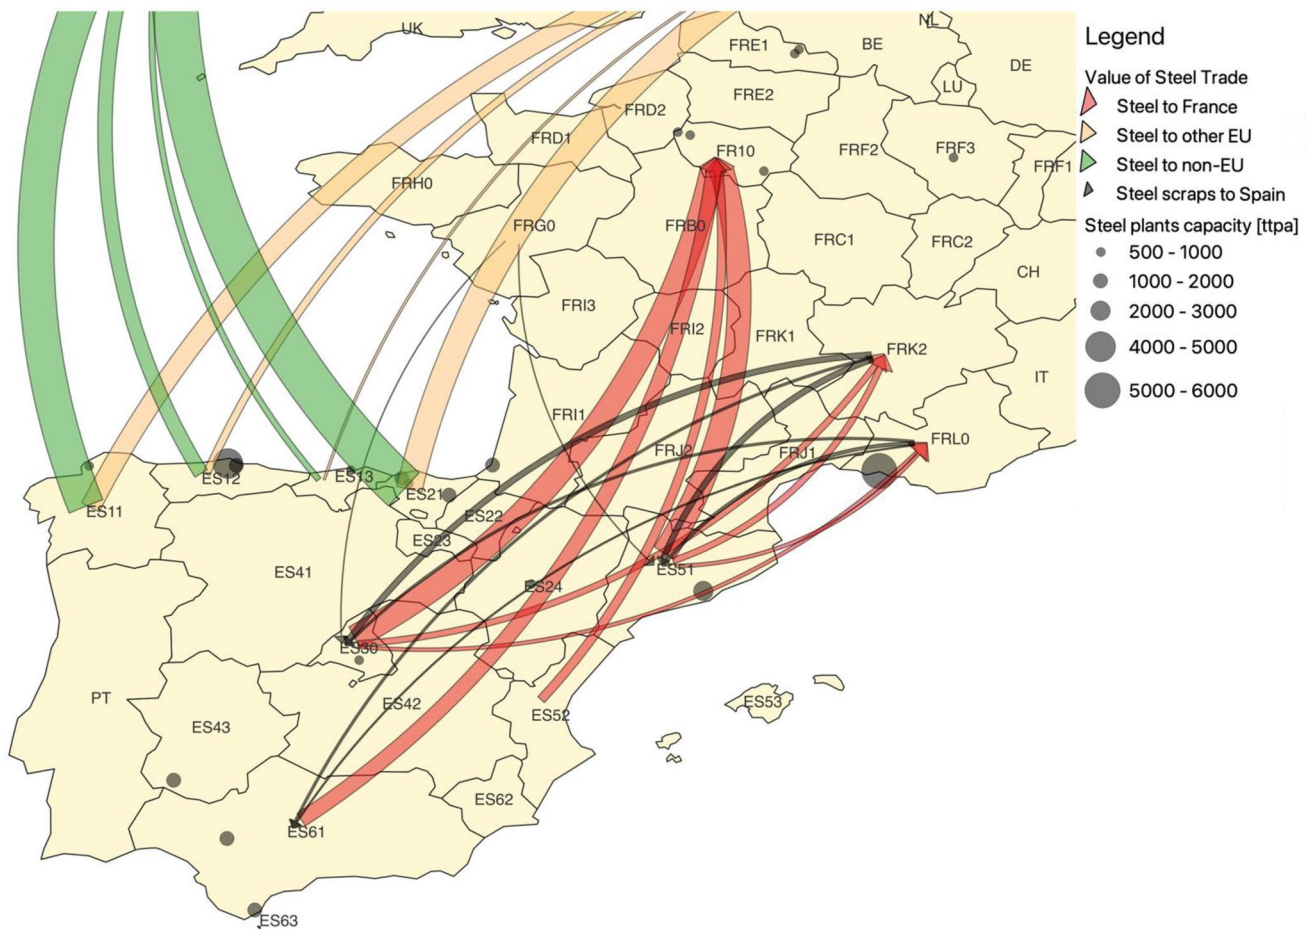 UK
NL
FRE1
BE
DE
LU
FRE2
FRD2
FRD1
FR10
FRF2
FRF3
FRF1
FRH0
FRG0
FRB0
FRC1
FRC2
CH
FRI3
FRI2
FRK1
FRK2
IT
FRI1
FRJ2
FRJ1
FRL0
ES11
ES12
ES13
ES21
ES22
ES23
ES41
ES24
ES51
ES30
PT
ES43
ES42
ES52
ES53
ES62
ES61
ES63
Legend
Value of Steel Trade
Steel to France
Steel to other EU
Steel to non-EU
Steel scraps to Spain
Steel plants capacity [ttpa]
500 - 1000
1000 - 2000
2000 - 3000
4000 - 5000
5000 - 6000